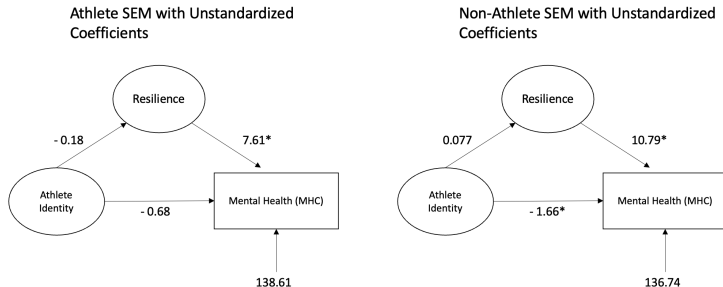 Athlete SEM with Unstandardized
Coefficients
Resilience
- 0.18
7.61*
Athlete
Identity
- 0.68
Mental Health (MHC)
138.61
Non-Athlete SEM with Unstandardized
Coefficients
Resilience
0.077
10.79*
Athlete
Identity
- 1.66*
Mental Health (MHC)
136.74